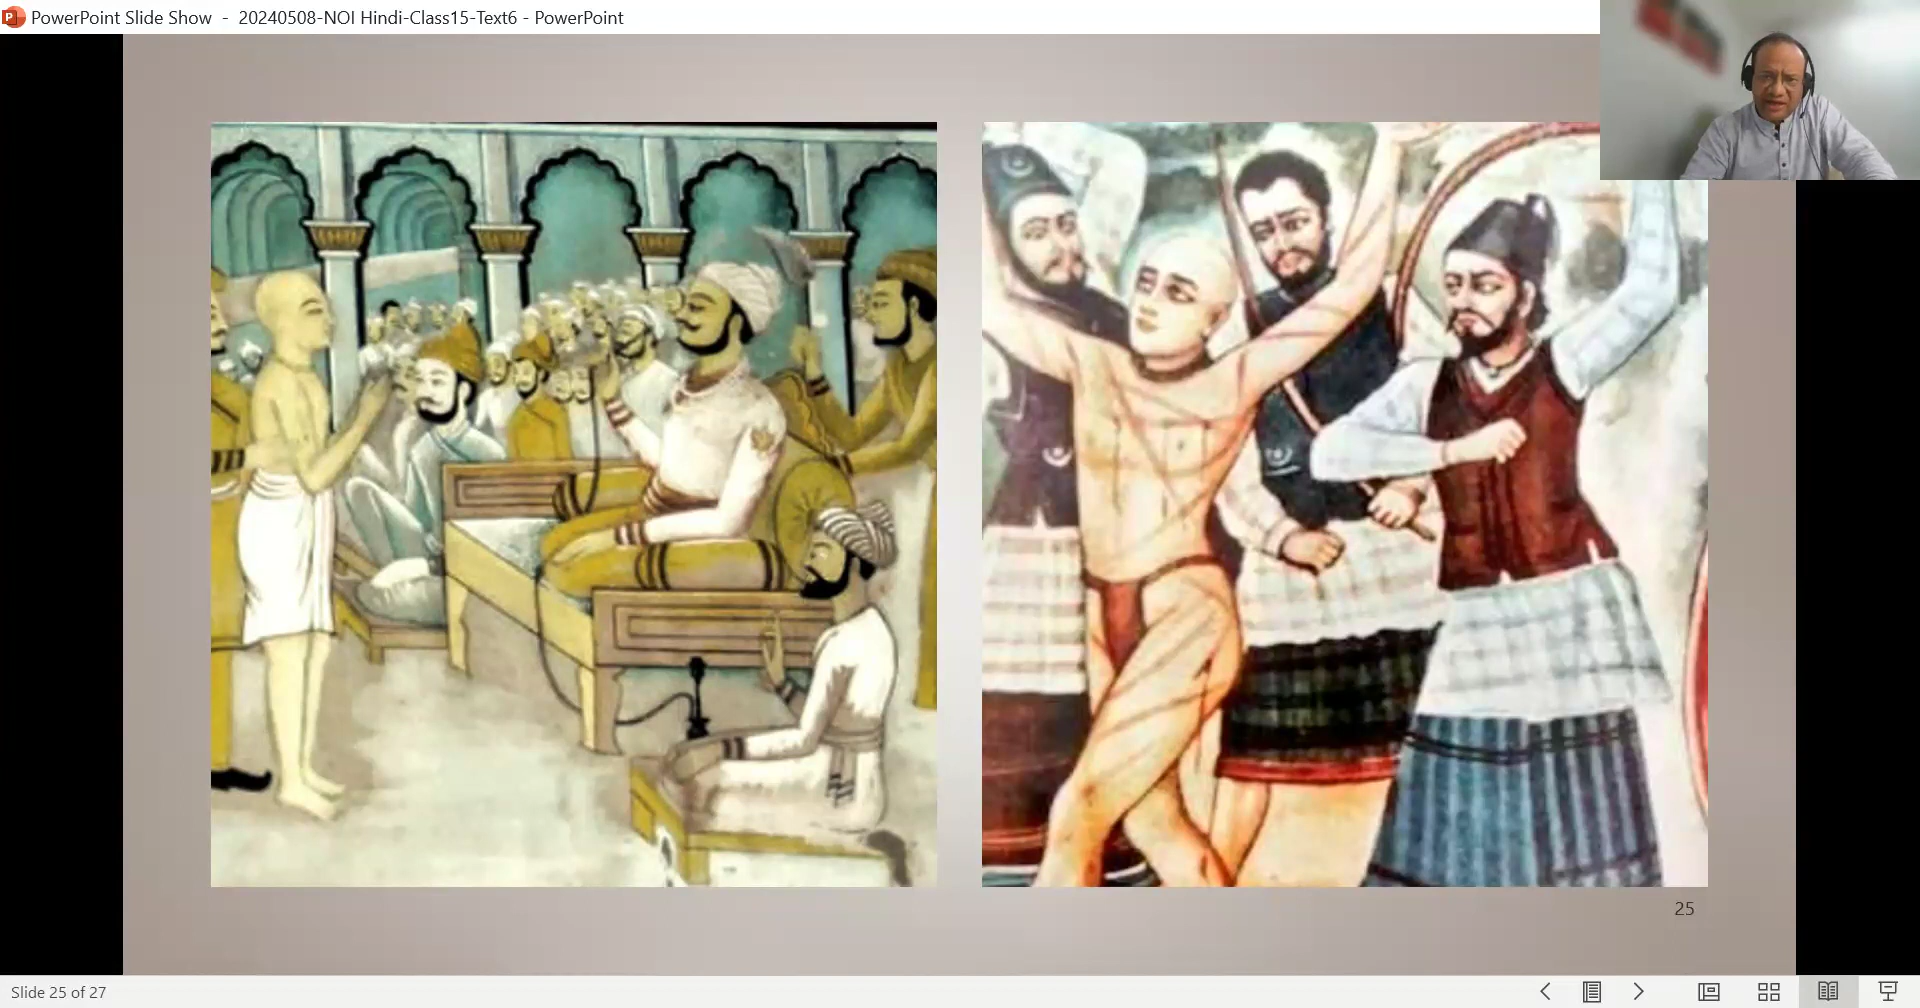 PowerPoint Slide Show - 20240508-NOI Hindi-Class15-Text6 - PowerPoint
25
Slide 25 of 27